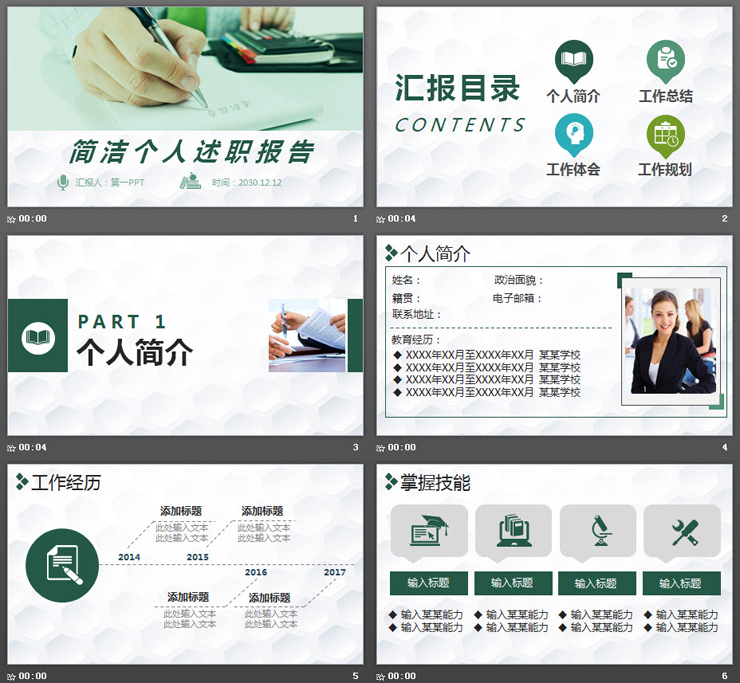 简洁个人述职报告
汇报人：第一PPT
时间：2030.12.12
00:00
1
汇报目录
CONTENTS
个人简介
工作总结
工作体会
工作规划
00:04
2
PART 1
个人简介
00:04
3
个人简介
姓名：
政治面貌：
籍贯：
电子邮箱：
联系地址：
教育经历：
◆ XXXX年XX月至XXXX年XX月 某某学校
◆ XXXX年XX月至XXXX年XX月 某某学校
◆ XXXX年XX月至XXXX年XX月 某某学校
◆ XXXX年XX月至XXXX年XX月 某某学校
00:00
4
工作经历
添加标题
此处输入文本
此处输入文本
添加标题
此处输入文本
此处输入文本
2014
2015
2016
2017
添加标题
此处输入文本
此处输入文本
添加标题
此处输入文本
此处输入文本
00:00
5
掌握技能
输入标题
输入标题
输入标题
输入标题
◆ 输入某某能力
◆ 输入某某能力
◆ 输入某某能力
◆ 输入某某能力
◆ 输入某某能力
◆ 输入某某能力
◆ 输入某某能力
◆ 输入某某能力
00:00
6